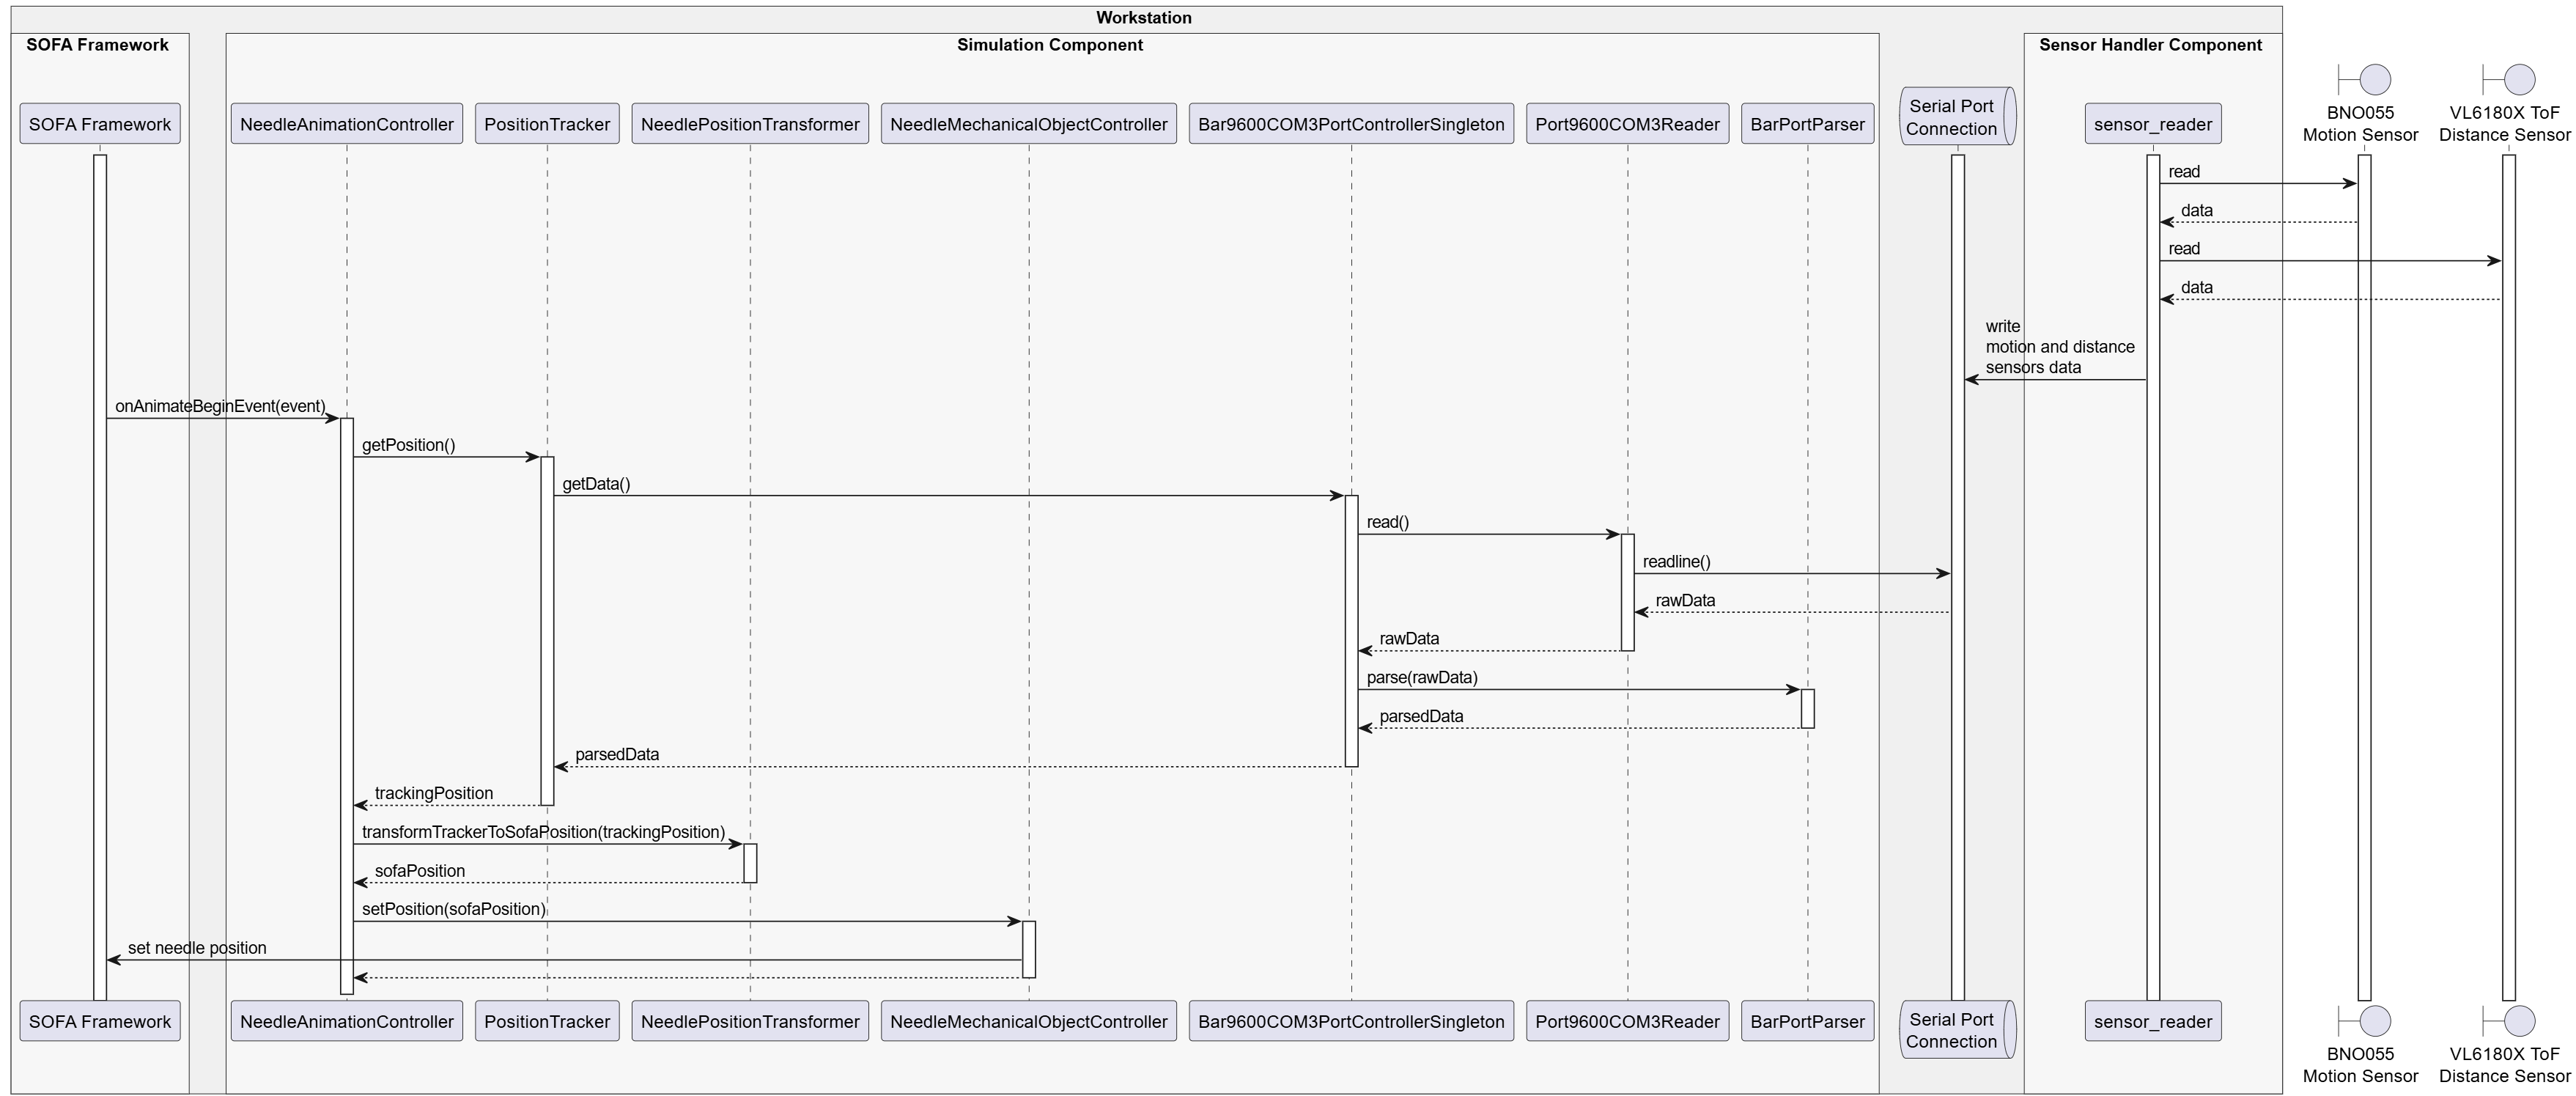 Workstation
SOFA Framework
Simulation Component
Sensor Handler Component
SOFA Framework
NeedleAnimationController
PositionTracker
NeedlePositionTransformer
NeedleMechanicalObjectController
Bar9600COM3PortControllerSingleton
Port9600COM3Reader
BarPortParser
Serial Port
Connection
sensor_reader
BNO055
Motion Sensor
VL6180X ToF
Distance Sensor
read
data
read
data
write
motion and distance
sensors data
onAnimateBeginEvent(event)
getPosition()
getData()
read()
readline()
rawData
rawData
parse(rawData)
parsedData
parsedData
trackingPosition
transformTrackerToSofaPosition(trackingPosition)
sofaPosition
setPosition(sofaPosition)
set needle position
SOFA Framework
NeedleAnimationController
PositionTracker
NeedlePositionTransformer
NeedleMechanicalObjectController
Bar9600COM3PortControllerSingleton
Port9600COM3Reader
BarPortParser
Serial Port
Connection
sensor_reader
BNO055
Motion Sensor
VL6180X ToF
Distance Sensor